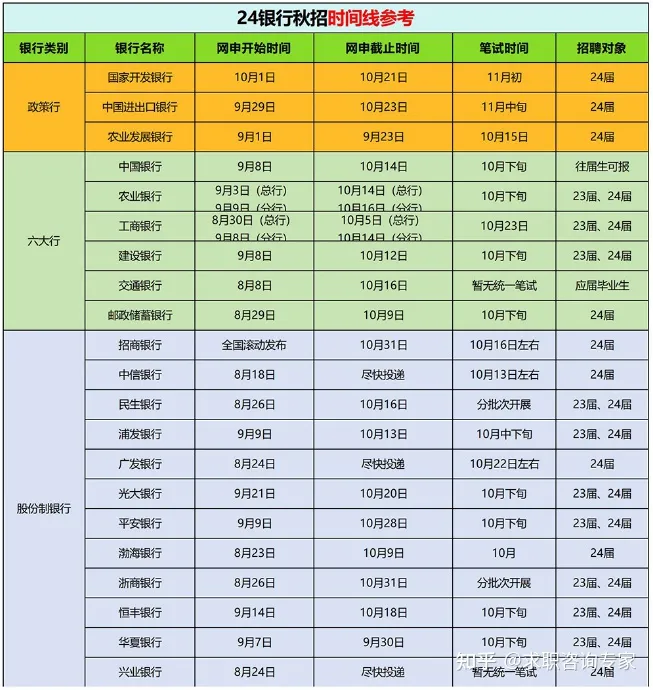 24银行秋招时间线参考
银行类别 银行名称 网申开始时间 网申截止时间 笔试时间 招聘对象
政策行
国家开发银行 10月1日 10月21日 11月初 24届
中国进出口银行 9月29日 10月23日 11月中旬 24届
农业发展银行 9月1日 9月23日 10月15日 24届
六大行
中国银行 9月8日 10月14日 10月下旬 往届生可报
农业银行 9月3日（总行） 10月14日（总行） 10月下旬 23届、24届
9月9日（分行） 10月16日（分行）
工商银行 8月30日（总行） 10月5日（总行） 10月23日 23届、24届
9月8日（分行） 10月14日（分行）
建设银行 9月8日 10月12日 10月下旬 23届、24届
交通银行 8月8日 10月16日 暂无统一笔试 应届毕业生
邮政储蓄银行 8月29日 10月9日 10月下旬 24届
股份制银行
招商银行 全国滚动发布 10月31日 10月16日左右 24届
中信银行 8月18日 尽快投递 10月13日左右 24届
民生银行 8月26日 10月16日 分批次开展 23届、24届
浦发银行 9月9日 10月13日 10月中下旬 23届、24届
广发银行 8月24日 尽快投递 10月22日左右 24届
光大银行 9月21日 10月20日 10月下旬 23届、24届
平安银行 9月9日 10月28日 10月下旬 23届、24届
渤海银行 8月23日 10月9日 10月 24届
浙商银行 8月26日 10月31日 分批次开展 23届、24届
恒丰银行 9月14日 10月18日 10月下旬 23届、24届
华夏银行 9月7日 9月30日 10月下旬 23届、24届
兴业银行 8月24日 尽快投递 暂无统一笔试 24届
知乎 @求职咨询专家